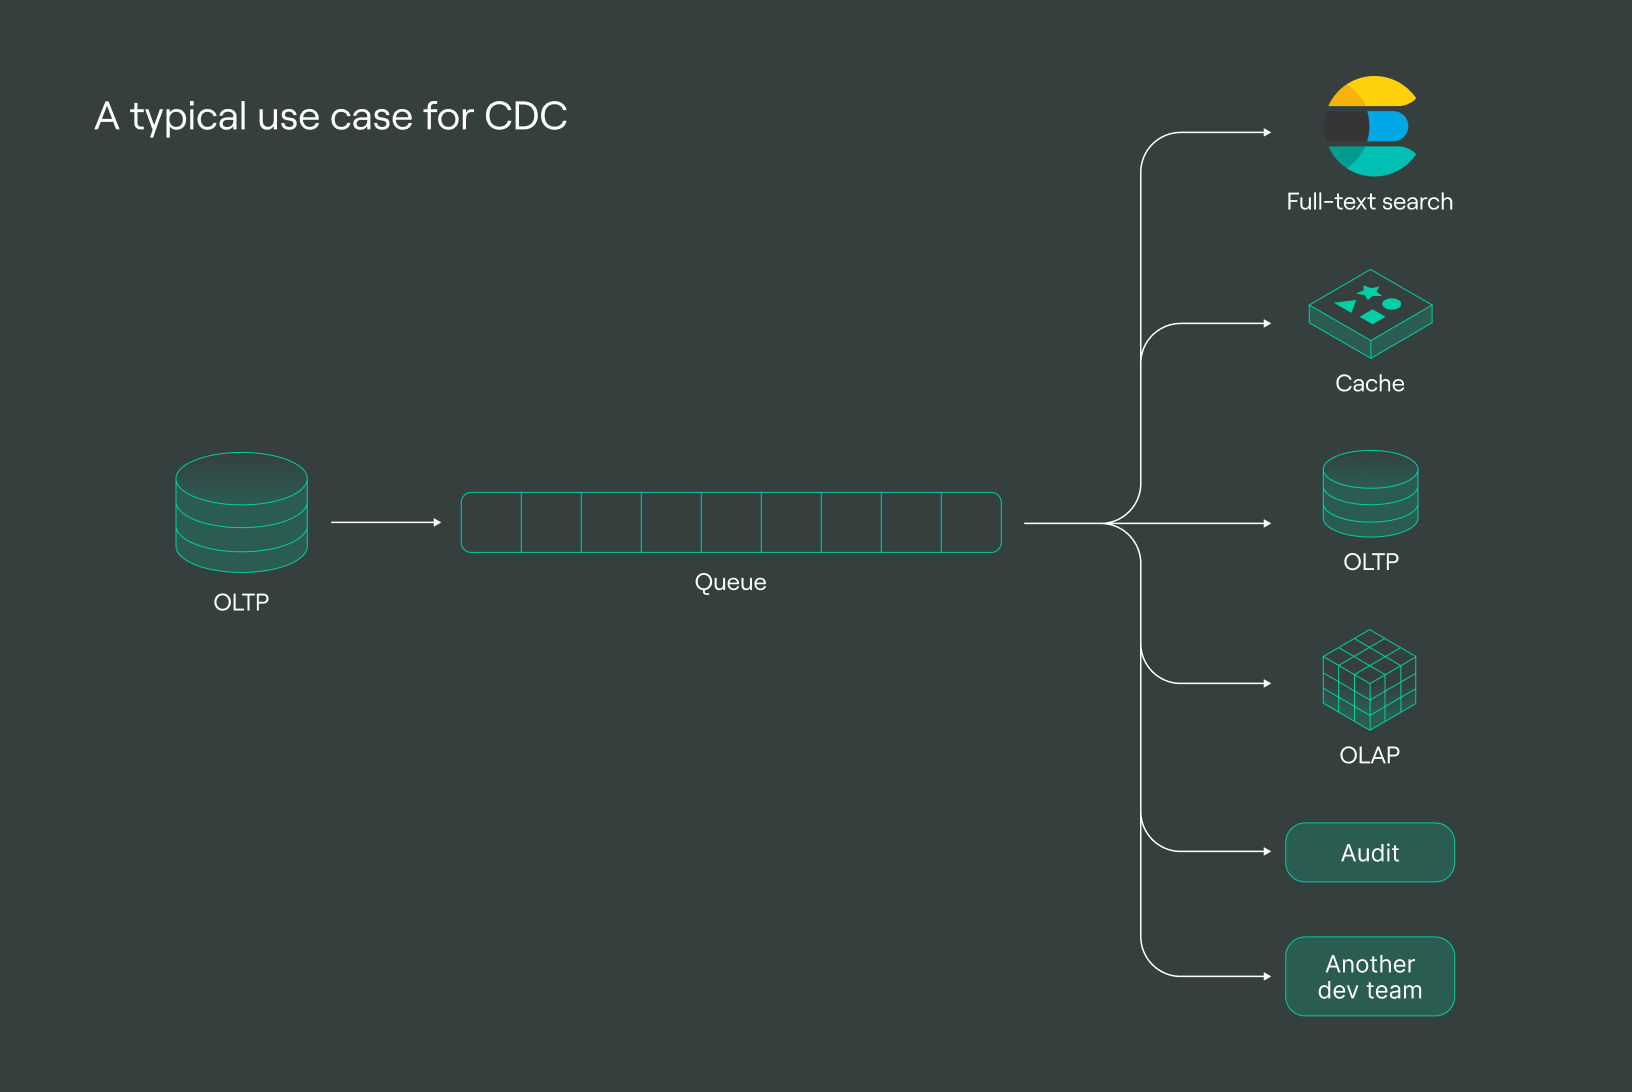 A typical use case for CDC
Full-text search
Cache
OLTP
Queue
OLTP
OLAP
Audit
Another
dev team